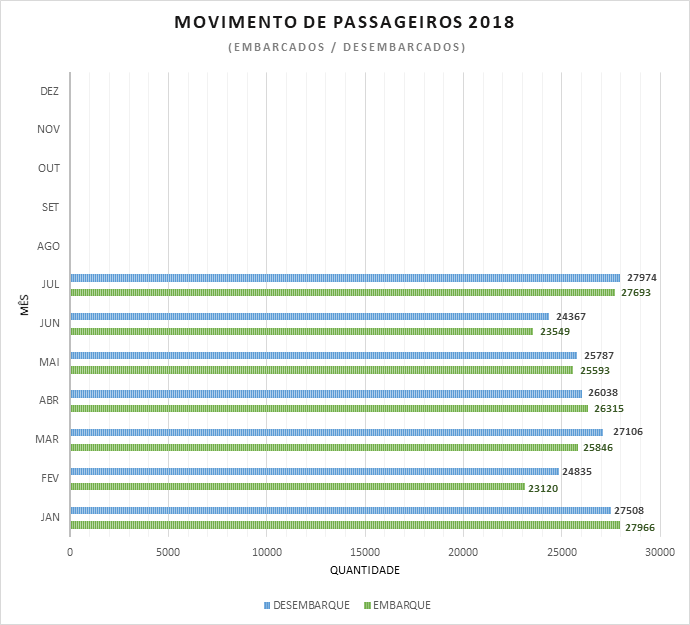 MOVIMENTO DE PASSAGEIROS 2018
(EMBARCADOS / DESEMBARCADOS)
DEZ
NOV
OUT
SET
AGO
JUL 27974
27693
MÊS
JUN 24367
23549
MAI 25787
25593
ABR 26038
26315
MAR 27106
25846
FEV 24835
23120
JAN 27508
27966
0 5000 10000 15000 20000 25000 30000
QUANTIDADE
DESEMBARQUE EMBARQUE